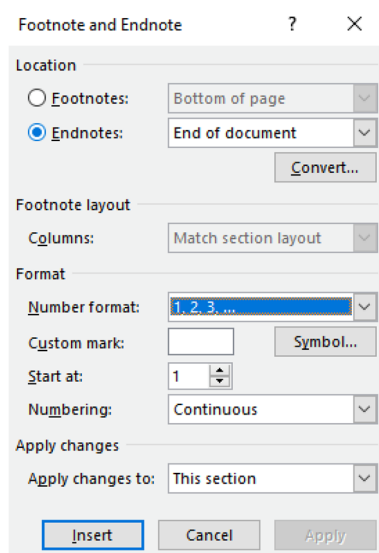 Footnote and Endnote ?
Location
Footnotes: Bottom of page
Endnotes: End of document
Convert...
Footnote layout
Columns: Match section layout
Format
Number format: 1, 2, 3, ...
Custom mark: Symbol...
Start at: 1
Numbering: Continuous
Apply changes
Apply changes to: This section
Insert Cancel Apply